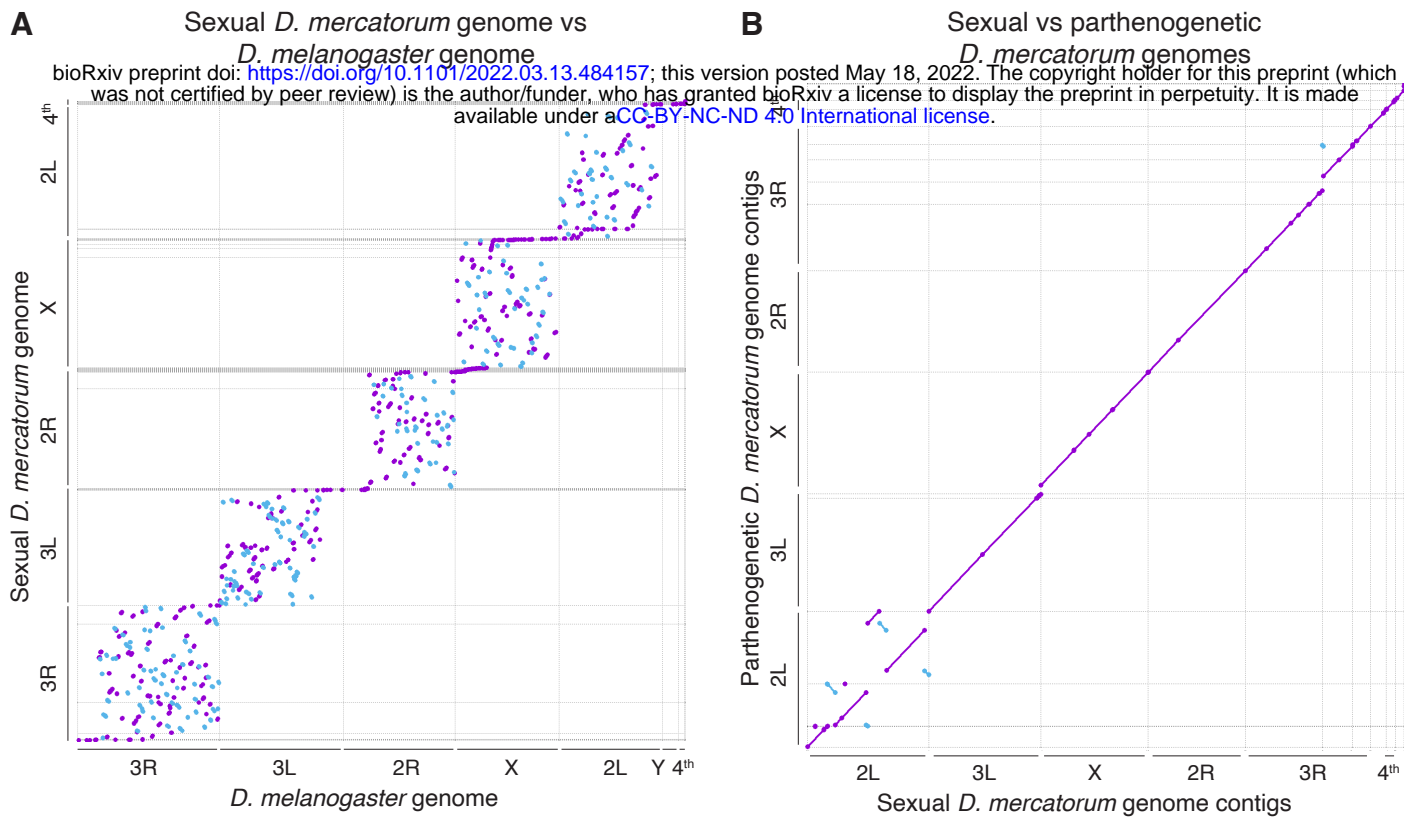 A
Sexual D. mercatorum genome vs
D. melanogaster genome
B
Sexual vs parthenogenetic
D. mercatorum genomes
bioRxiv preprint doi: https://doi.org/10.1101/2022.03.13.484157; this version posted May 18, 2022. The copyright holder for this preprint (which
was not certified by peer review) is the author/funder, who has granted bioRxiv a license to display the preprint in perpetuity. It is made
available under aCC-BY-NC-ND 4.0 International license.
Sexual D. mercatorum genome
4th
2L
X
2R
3L
3R
3R
3L
2R
X
2L
Y
4th
D. melanogaster genome
Parthenogenetic D. mercatorum genome contigs
4th
3R
2R
X
3L
2L
2L
3L
X
2R
3R
4th
Sexual D. mercatorum genome contigs